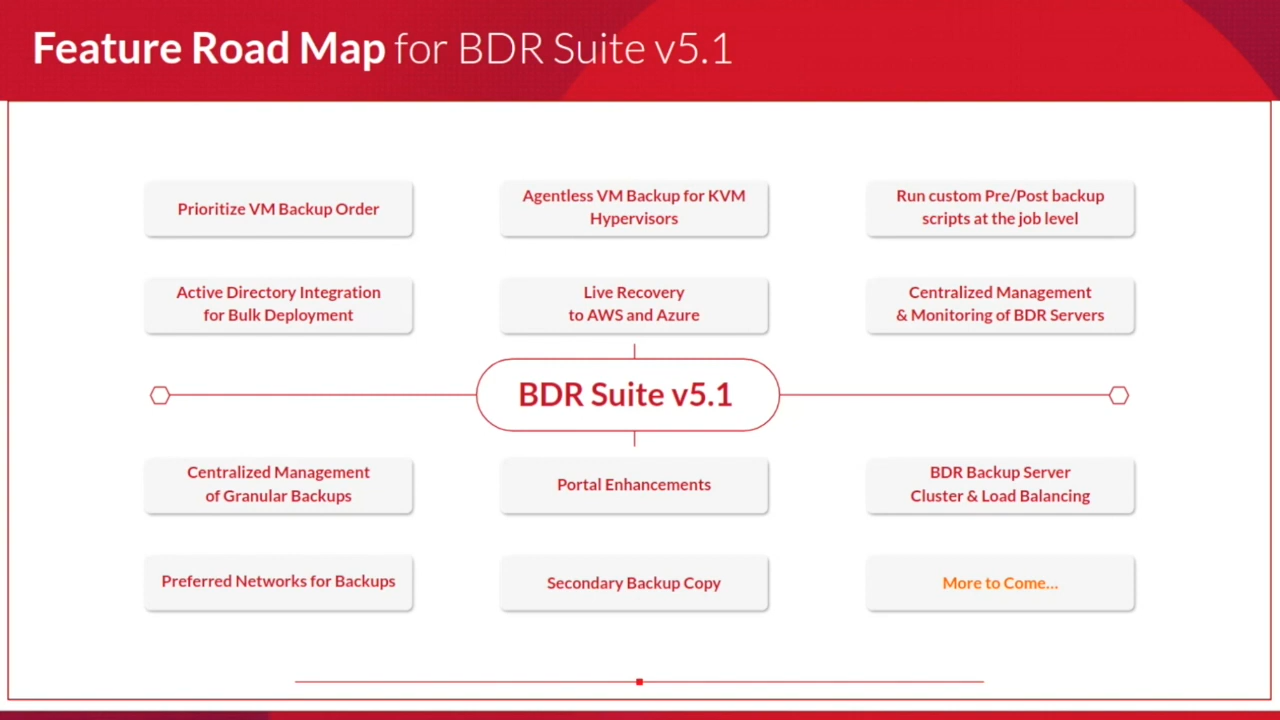 Feature Road Map for BDR Suite v5.1
Prioritize VM Backup Order
Agentless VM Backup for KVM
Hypervisors
Run custom Pre/Post backup
scripts at the job level
Active Directory Integration
for Bulk Deployment
Live Recovery
to AWS and Azure
Centralized Management
& Monitoring of BDR Servers
BDR Suite v5.1
Centralized Management
of Granular Backups
Portal Enhancements
BDR Backup Server
Cluster & Load Balancing
Preferred Networks for Backups
Secondary Backup Copy
More to Come...